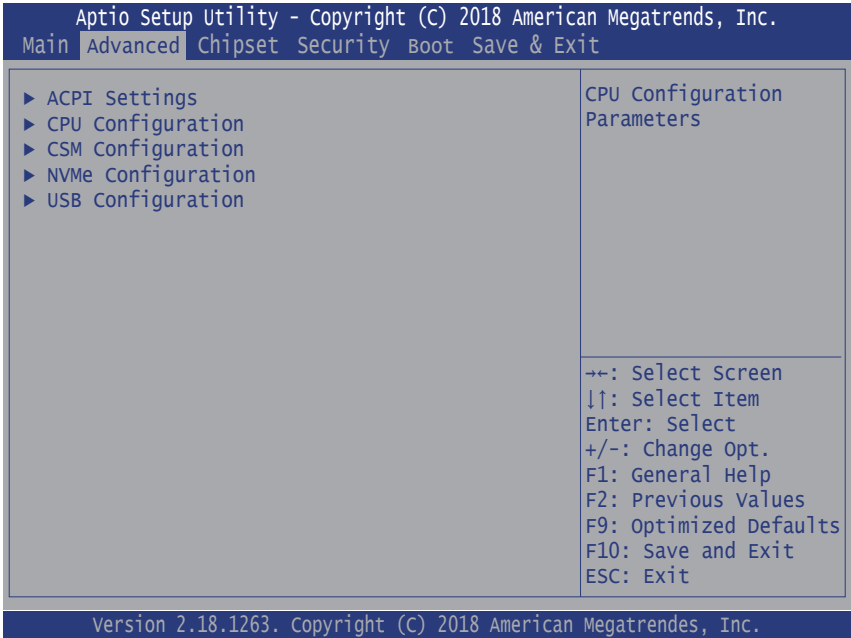 Aptio Setup Utility - Copyright (C) 2018 American Megatrends, Inc.
Main Advanced Chipset Security Boot Save & Exit
▶ ACPI Settings
▶ CPU Configuration
▶ CSM Configuration
▶ NVMe Configuration
▶ USB Configuration
CPU Configuration
Parameters
→←: Select Screen
↓↑: Select Item
Enter: Select
+/-: Change Opt.
F1: General Help
F2: Previous Values
F9: Optimized Defaults
F10: Save and Exit
ESC: Exit
Version 2.18.1263. Copyright (C) 2018 American Megatrendes, Inc.